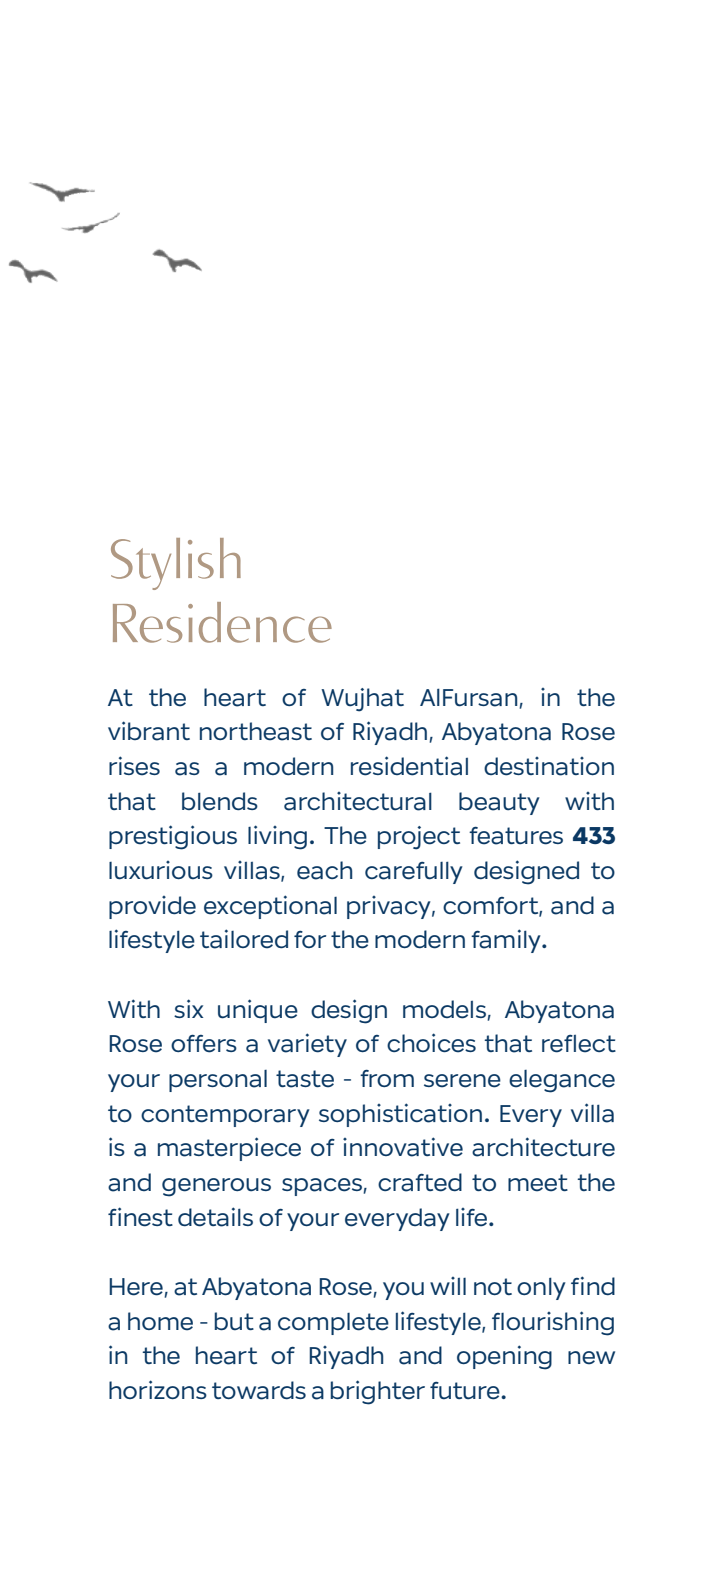 Stylish
Residence
At the heart of Wujhat AlFursan, in the
vibrant northeast of Riyadh, Abyatona Rose
rises as a modern residential destination
that blends architectural beauty with
prestigious living. The project features 433
luxurious villas, each carefully designed to
provide exceptional privacy, comfort, and a
lifestyle tailored for the modern family.
With six unique design models, Abyatona
Rose offers a variety of choices that reflect
your personal taste - from serene elegance
to contemporary sophistication. Every villa
is a masterpiece of innovative architecture
and generous spaces, crafted to meet the
finest details of your everyday life.
Here, at Abyatona Rose, you will not only find
a home - but a complete lifestyle, flourishing
in the heart of Riyadh and opening new
horizons towards a brighter future.